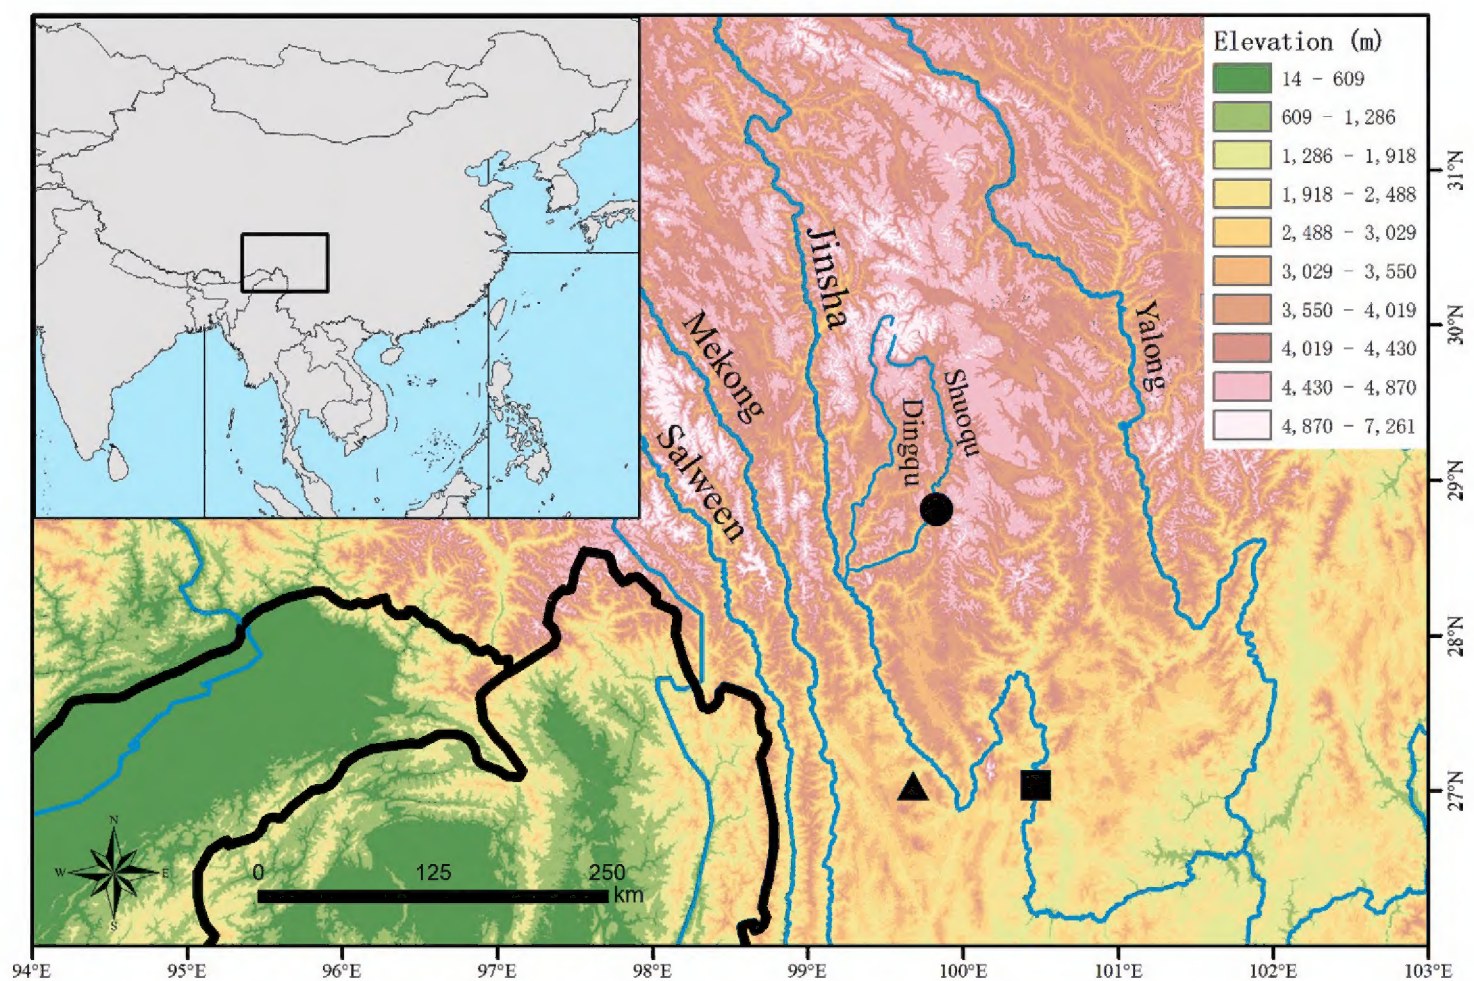 Elevation (m)
14 - 609
609 - 1,286
1,286 - 1,918
1,918 - 2,488
2,488 - 3,029
3,029 - 3,550
3,550 - 4,019
4,019 - 4,430
4,430 - 4,870
4,870 - 7,261
31°N
30°N
29°N
28°N
27°N
Jinsha
Mekong
Salween
Dingqu
Shuoqu
Yalong
N
W
E
S
0 125 250
km
94°E 95°E 96°E 97°E 98°E 99°E 100°E 101°E 102°E 103°E